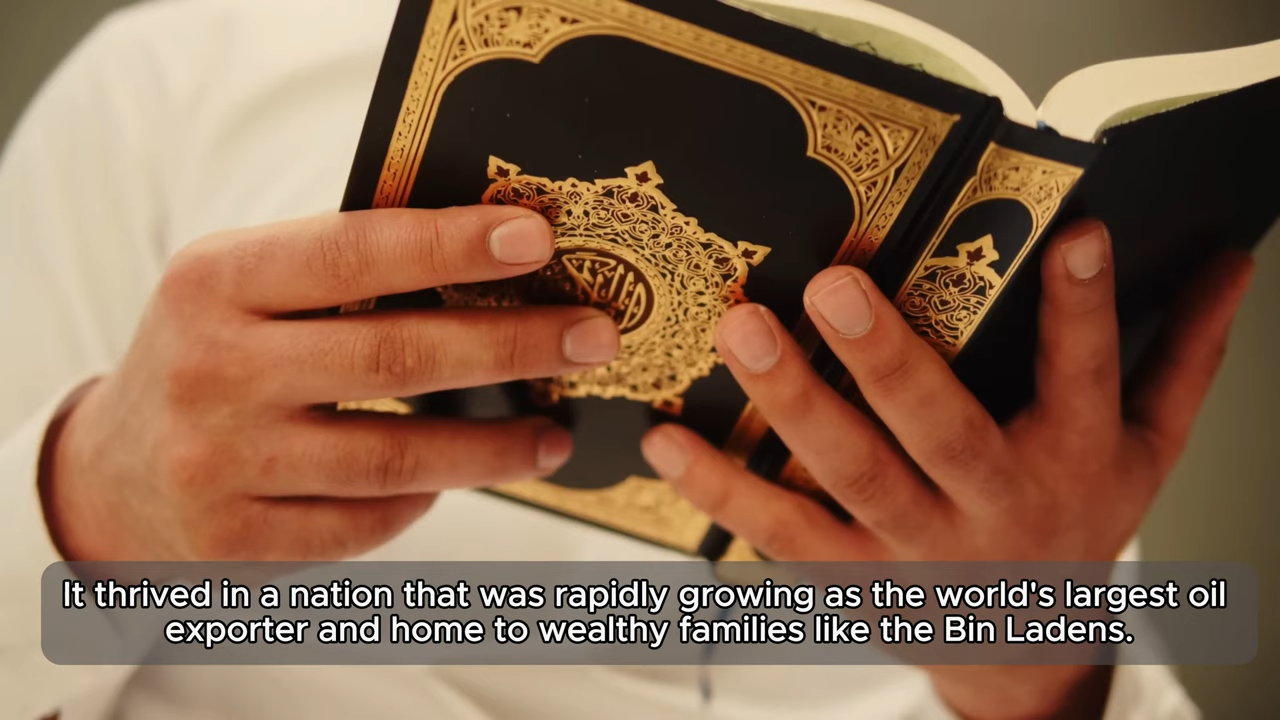 It thrived in a nation that was rapidly growing as the world's largest oil
exporter and home to wealthy families like the Bin Ladens.